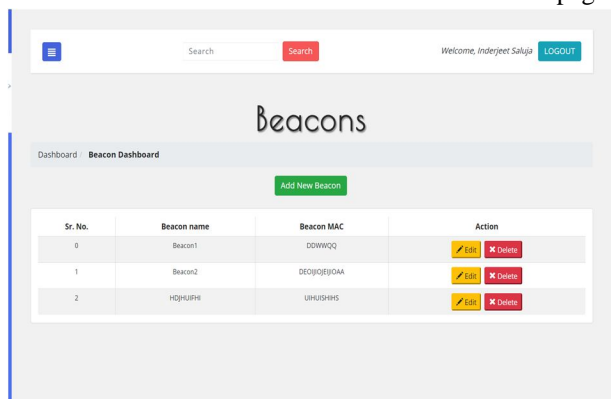 pag
Search Search Welcome, Inderjeet Saluja LOGOUT
Beacons
Dashboard / Beacon Dashboard
Add New Beacon
Sr. No. Beacon name Beacon MAC Action
0 Beacon1 DDWWQQ Edit Delete
1 Beacon2 DEOIJIOJEIJOAA Edit Delete
2 HDJHUIFHI UIHUISHIHS Edit Delete